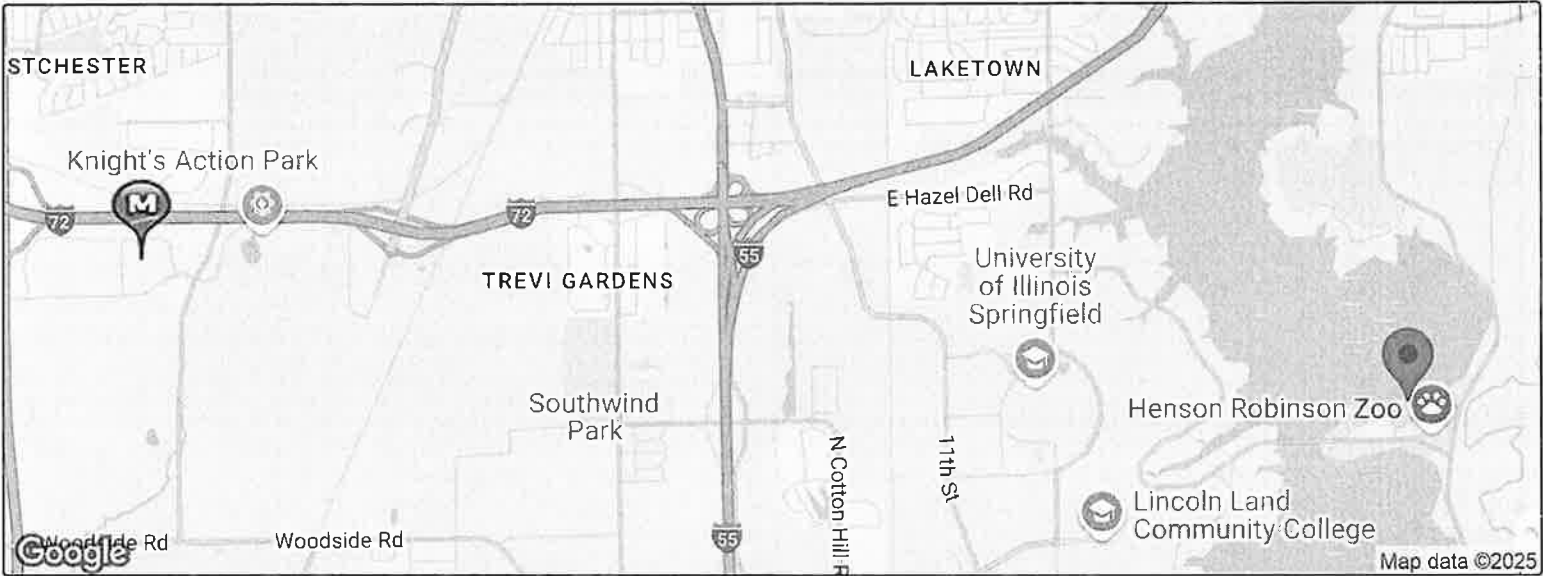 STCHESTER
LAKETOWN
Knight's Action Park
M
72
72
E Hazel Dell Rd
55
TREVI GARDENS
University
of Illinois
Springfield
Southwind
Park
Henson Robinson Zoo
N Cotton Hill R
11th St
Lincoln Land
Community College
55
Woodside Rd
Rd
Google
Map data ©2025